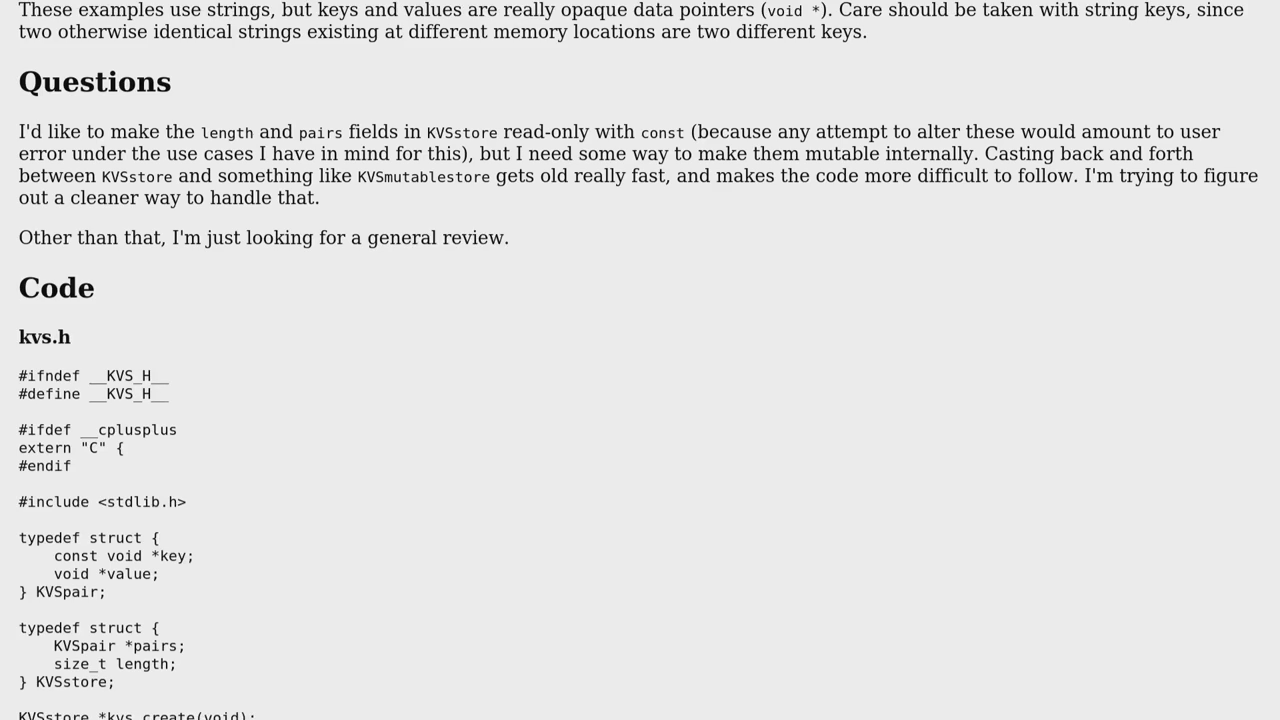 These examples use strings, but keys and values are really opaque data pointers (void *). Care should be taken with string keys, since
two otherwise identical strings existing at different memory locations are two different keys.
Questions
I'd like to make the length and pairs fields in KVSstore read-only with const (because any attempt to alter these would amount to user
error under the use cases I have in mind for this), but I need some way to make them mutable internally. Casting back and forth
between KVSstore and something like KVSmutablestore gets old really fast, and makes the code more difficult to follow. I'm trying to figure
out a cleaner way to handle that.
Other than that, I'm just looking for a general review.
Code
kvs.h
#ifndef __KVS_H__
#define __KVS_H__
#ifdef __cplusplus
extern "C" {
#endif
#include <stdlib.h>
typedef struct {
    const void *key;
    void *value;
} KVSpair;
typedef struct {
    KVSpair *pairs;
    size_t length;
} KVSstore;
KVSstore *kvs_create(void);